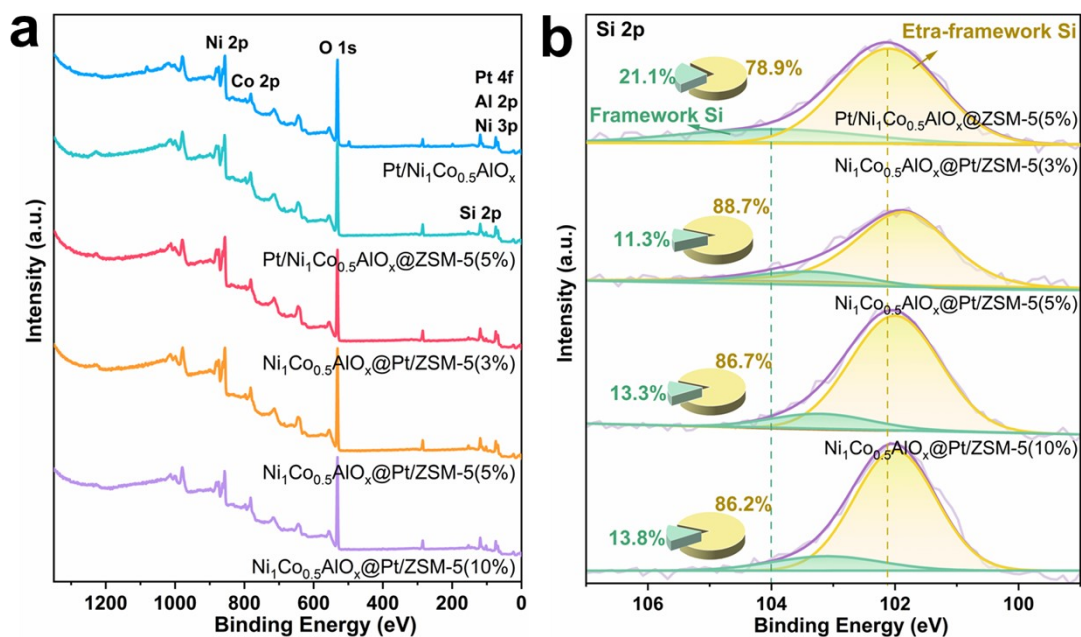 a
Ni 2p
Co 2p
O 1s
Pt 4f
Al 2p
Ni 3p
Pt/Ni₁Co₀.₅AlOₓ
Si 2p
Pt/Ni₁Co₀.₅AlOₓ@ZSM-5(5%)
Ni₁Co₀.₅AlOₓ@Pt/ZSM-5(3%)
Ni₁Co₀.₅AlOₓ@Pt/ZSM-5(5%)
Ni₁Co₀.₅AlOₓ@Pt/ZSM-5(10%)
Intensity (a.u.)
1200 1000 800 600 400 200 0
Binding Energy (eV)
b
Si 2p
Etra-framework Si
21.1%
78.9%
Framework Si
Pt/Ni₁Co₀.₅AlOₓ@ZSM-5(5%)
Ni₁Co₀.₅AlOₓ@Pt/ZSM-5(3%)
88.7%
11.3%
Ni₁Co₀.₅AlOₓ@Pt/ZSM-5(5%)
86.7%
13.3%
Ni₁Co₀.₅AlOₓ@Pt/ZSM-5(10%)
86.2%
13.8%
Intensity (a.u.)
106 104 102 100
Binding Energy (eV)